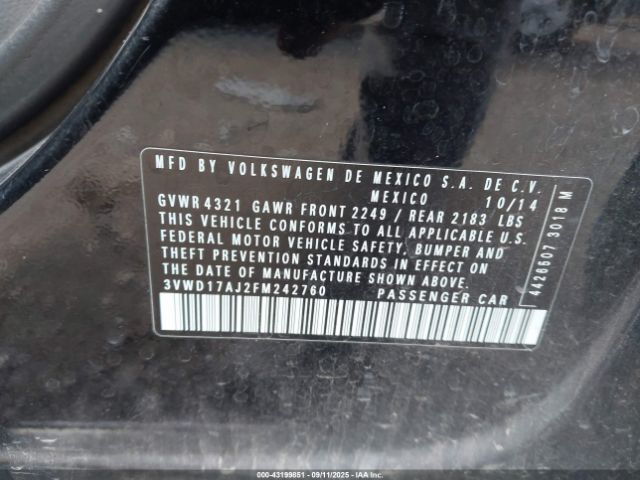 MFD BY VOLKSWAGEN DE MEXICO S.A. DE C.V.
MEXICO 10/14
GVWR 4321 GAWR FRONT 2249 / REAR 2183 LBS
THIS VEHICLE CONFORMS TO ALL APPLICABLE U.S.
FEDERAL MOTOR VEHICLE SAFETY, BUMPER AND
THEFT PREVENTION STANDARDS IN EFFECT ON
THE DATE OF MANUFACTURE SHOWN ABOVE.
3VWD17AJ2FM242760 PASSENGER CAR
4426607 3018 M
000-43199851 - 09/11/2025 - IAAI.COM